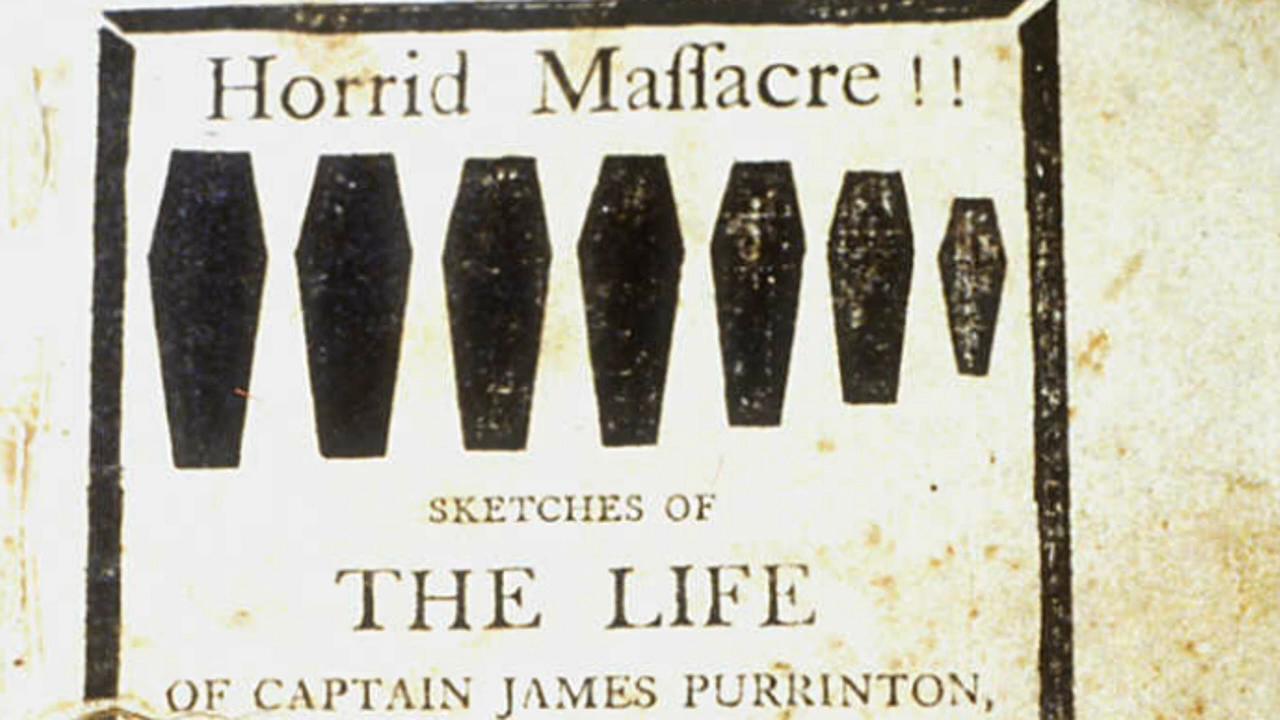 Horrid Maſſacre!!
SKETCHES OF
THE LIFE
OF CAPTAIN JAMES PURRINTON,